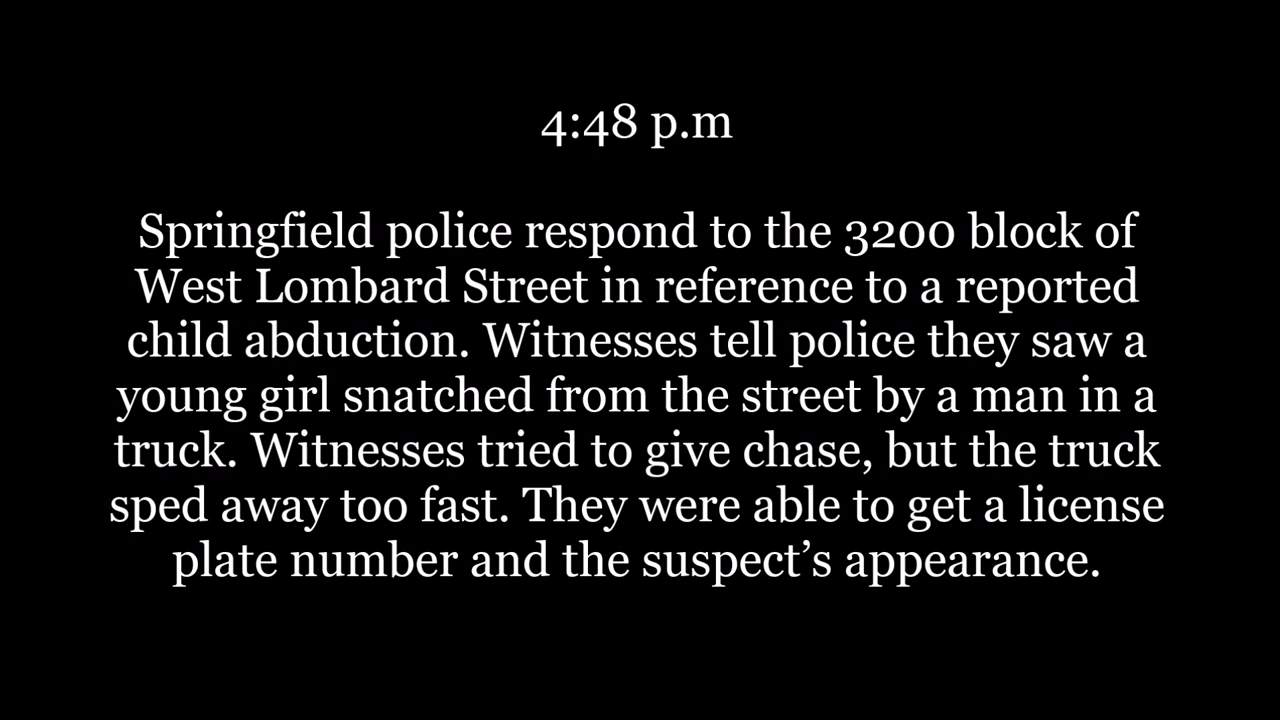 4:48 p.m
Springfield police respond to the 3200 block of
West Lombard Street in reference to a reported
child abduction. Witnesses tell police they saw a
young girl snatched from the street by a man in a
truck. Witnesses tried to give chase, but the truck
sped away too fast. They were able to get a license
plate number and the suspect’s appearance.